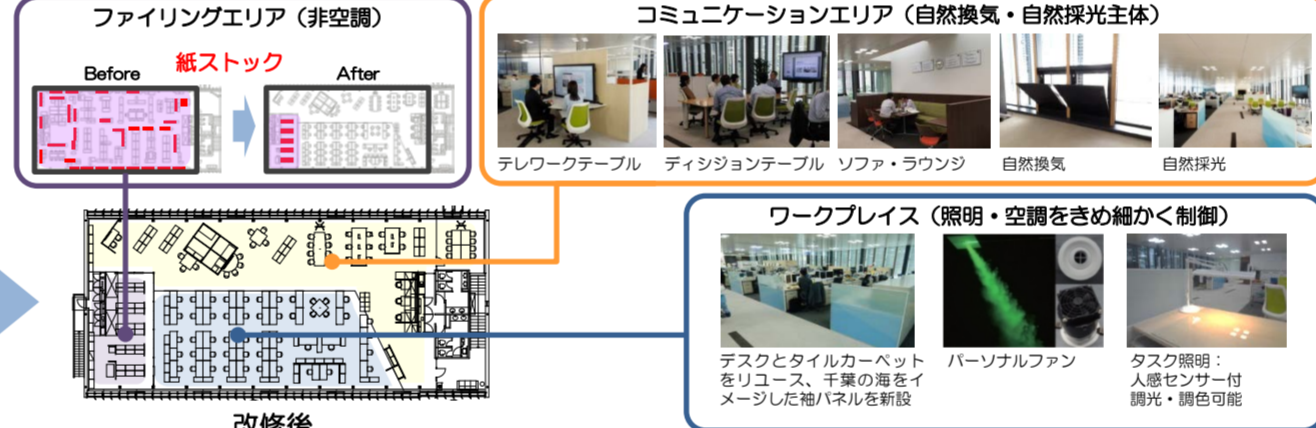 ファイリングエリア（非空調）
紙ストック
Before
After
コミュニケーションエリア（自然換気・自然採光主体）
テレワークテーブル
ディシジョンテーブル
ソファ・ラウンジ
自然換気
自然採光
ワークプレイス（照明・空調をきめ細かく制御）
デスクとタイルカーペット
をリユース、千葉の海をイ
メージした袖パネルを新設
パーソナルファン
タスク照明：
人感センサー付
調光・調色可能
改修後